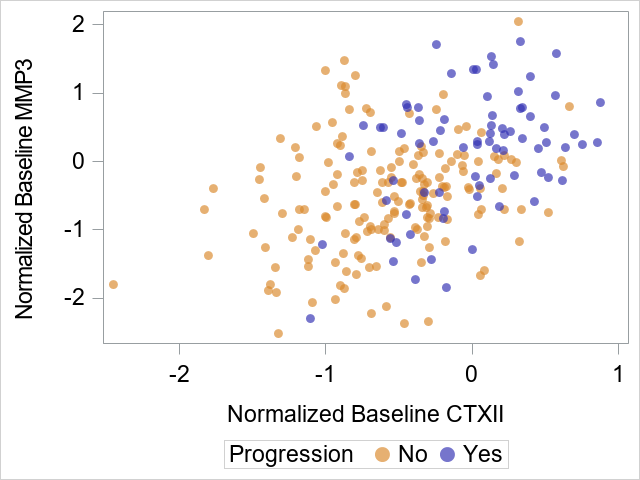 2
1
0
-1
-2
Normalized Baseline MMP3
-2 -1 0 1
Normalized Baseline CTXII
Progression No Yes